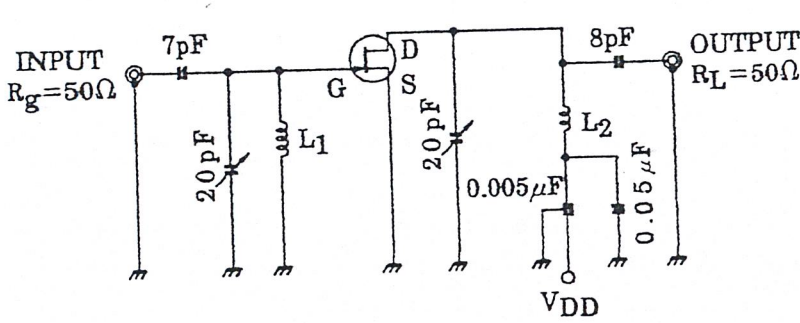 INPUT
Rg=50Ω
7pF
20pF
L1
G
D
S
20pF
8pF
OUTPUT
RL=50Ω
L2
0.005μF
0.05μF
VDD